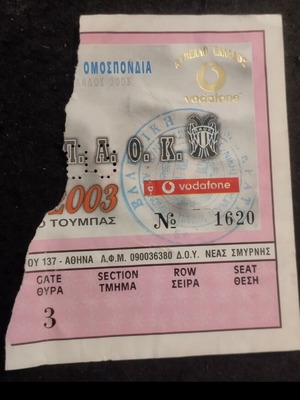 ΟΜΟΣΠΟΝΔΙΑ
vodafone
Π. Α. Ο. Κ.
2003
vodafone
Ο ΤΟΥΜΠΑΣ
№ 1620
ΟΥ 137 - ΑΘΗΝΑ Α.Φ.Μ. 090036380 Δ.Ο.Υ. ΝΕΑΣ ΣΜΥΡΝΗΣ
GATE SECTION ROW SEAT
ΘΥΡΑ ΤΜΗΜΑ ΣΕΙΡΑ ΘΕΣΗ
3